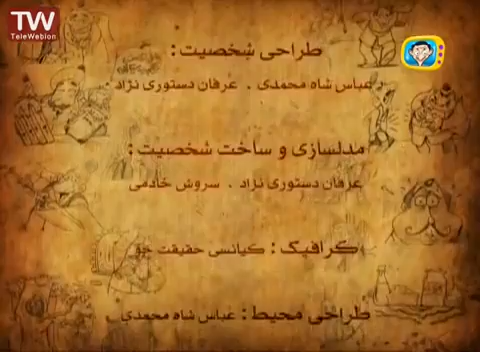 TW
TeleWebion
طراحی شخصیت :
عباس شاه محمدی . عرفان دستوری نژاد
مدلسازی و ساخت شخصیت :
عرفان دستوری نژاد . سروش خادمی
گرافیک : کیانسی حقیقت جو
طراحی محیط : عباس شاه محمدی